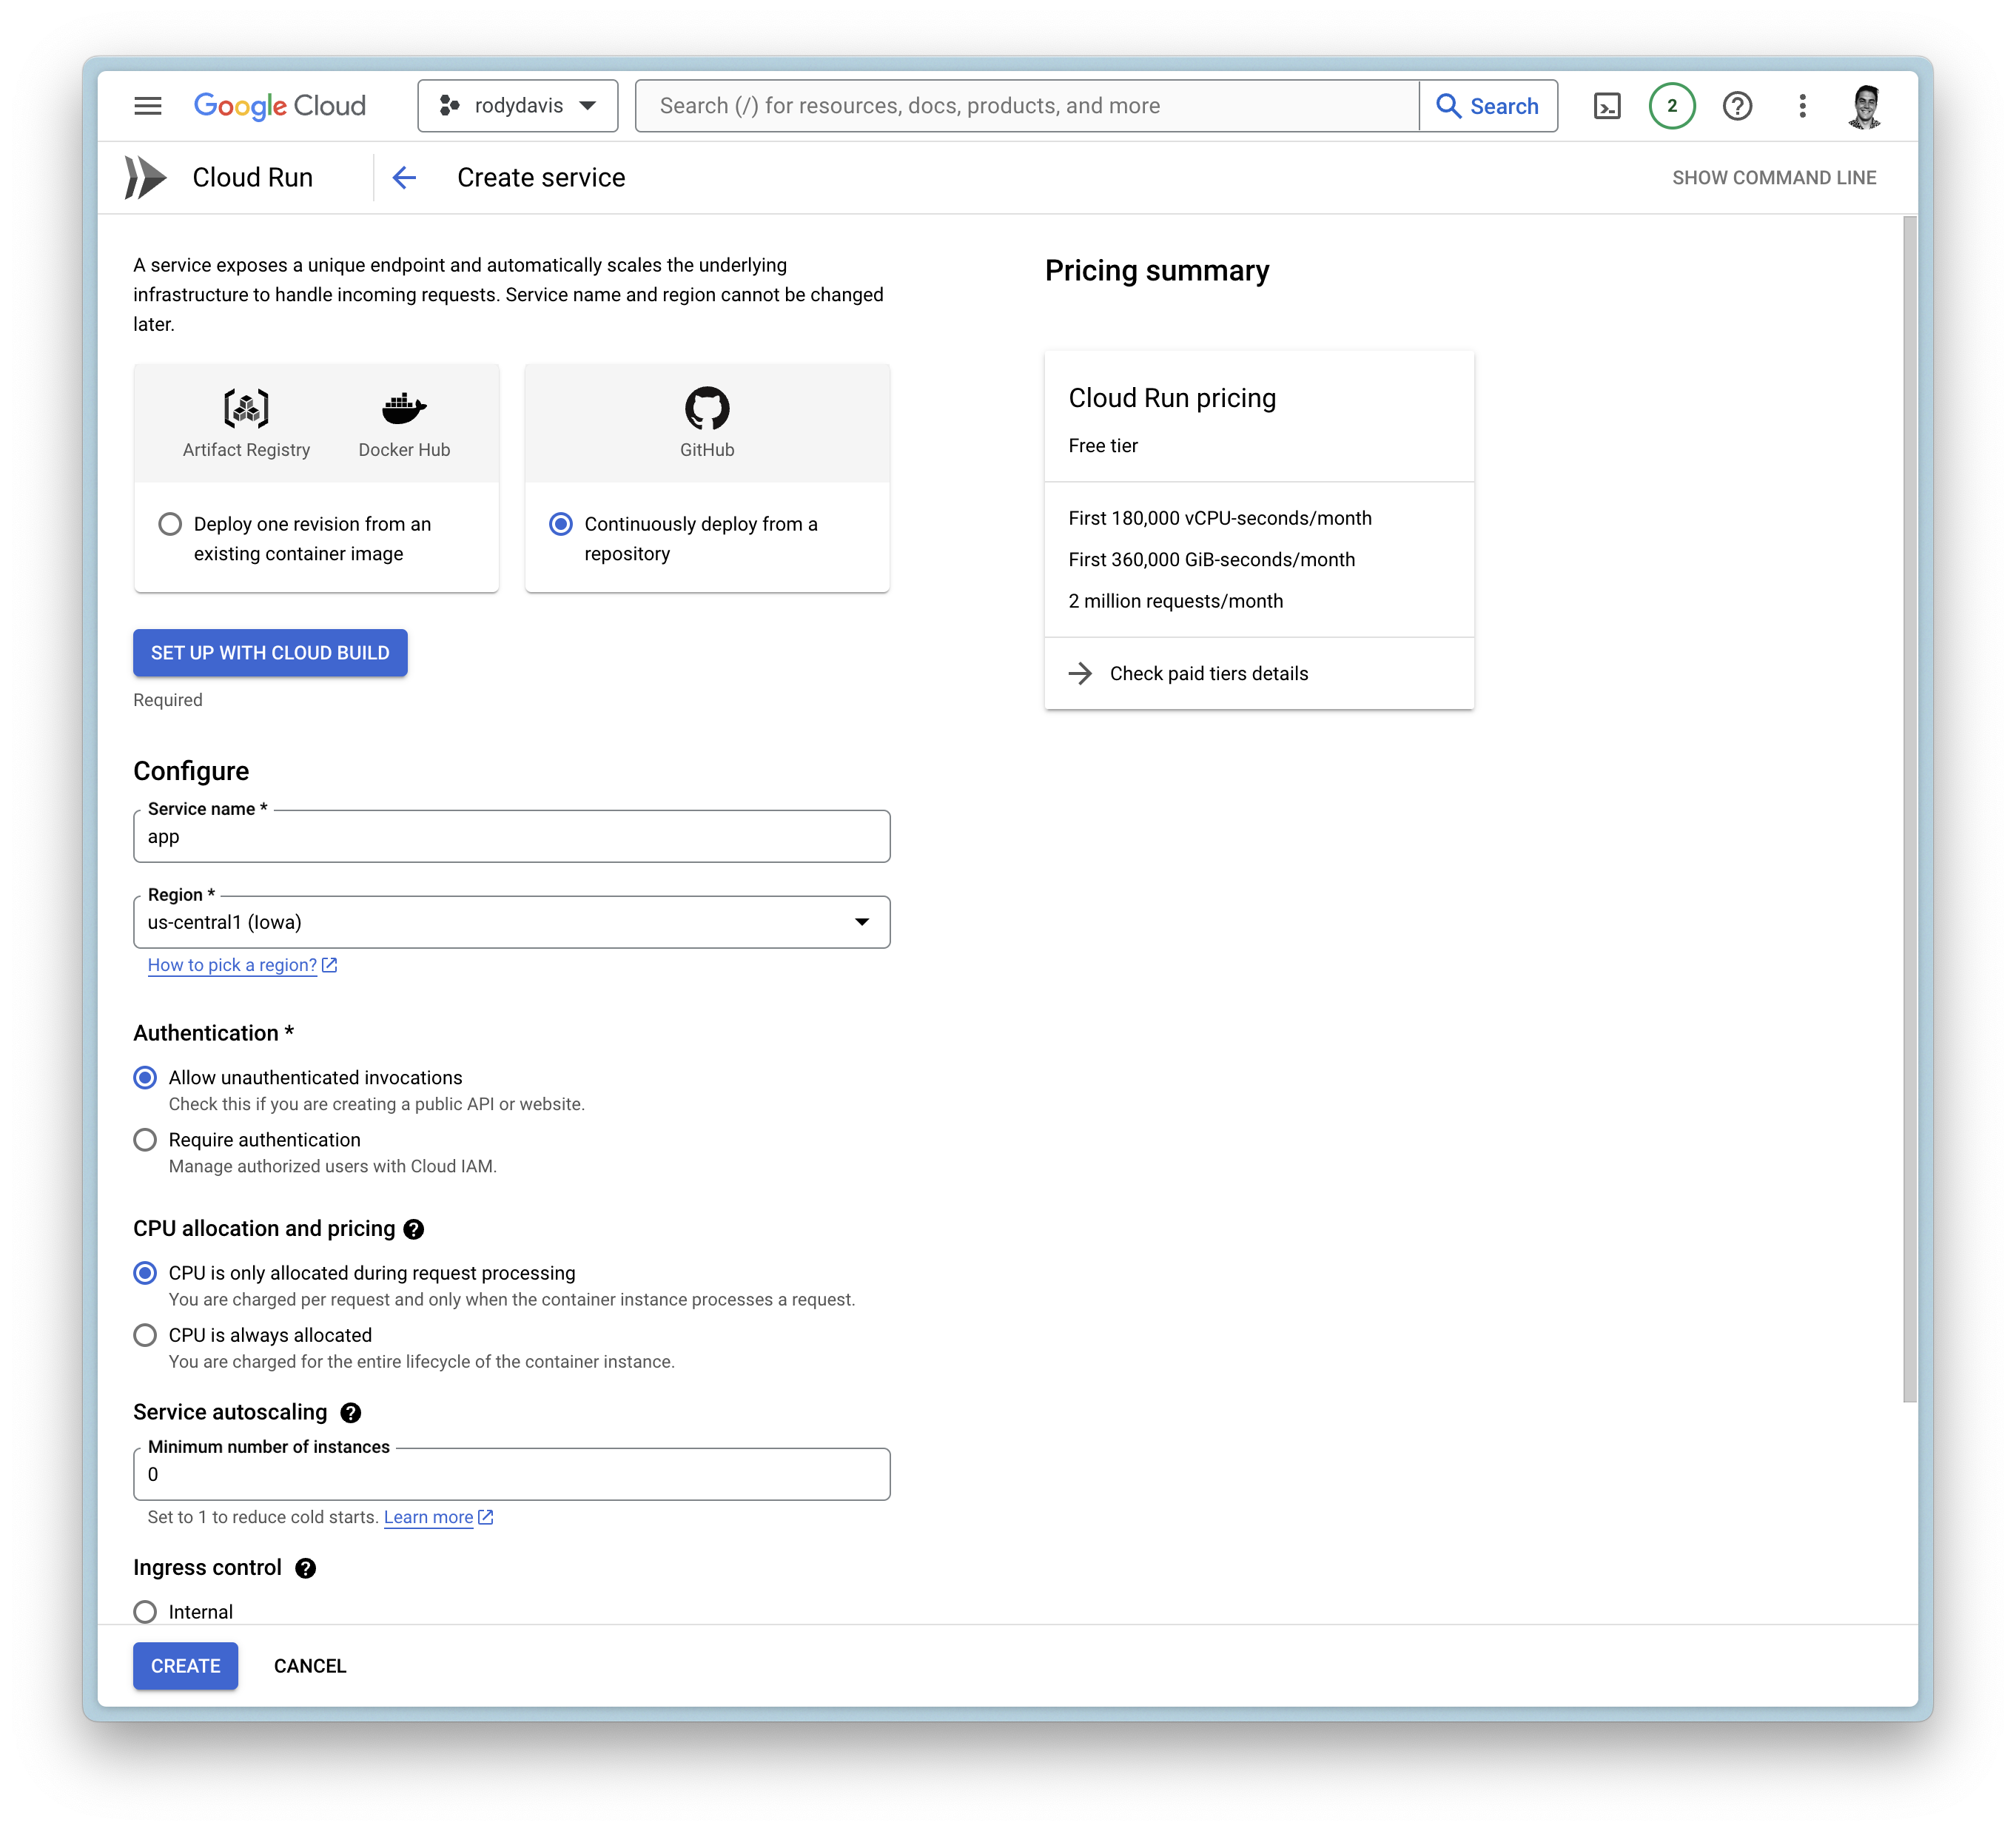 Google Cloud
rodydavis
Search (/) for resources, docs, products, and more
Search
2
Cloud Run
Create service
SHOW COMMAND LINE
A service exposes a unique endpoint and automatically scales the underlying
infrastructure to handle incoming requests. Service name and region cannot be changed
later.
Artifact Registry
Docker Hub
Deploy one revision from an
existing container image
GitHub
Continuously deploy from a
repository
SET UP WITH CLOUD BUILD
Required
Configure
Service name *
app
Region *
us-central1 (Iowa)
How to pick a region?
Authentication *
Allow unauthenticated invocations
Check this if you are creating a public API or website.
Require authentication
Manage authorized users with Cloud IAM.
CPU allocation and pricing
CPU is only allocated during request processing
You are charged per request and only when the container instance processes a request.
CPU is always allocated
You are charged for the entire lifecycle of the container instance.
Service autoscaling
Minimum number of instances
0
Set to 1 to reduce cold starts. Learn more
Ingress control
Internal
CREATE
CANCEL
Pricing summary
Cloud Run pricing
Free tier
First 180,000 vCPU-seconds/month
First 360,000 GiB-seconds/month
2 million requests/month
Check paid tiers details